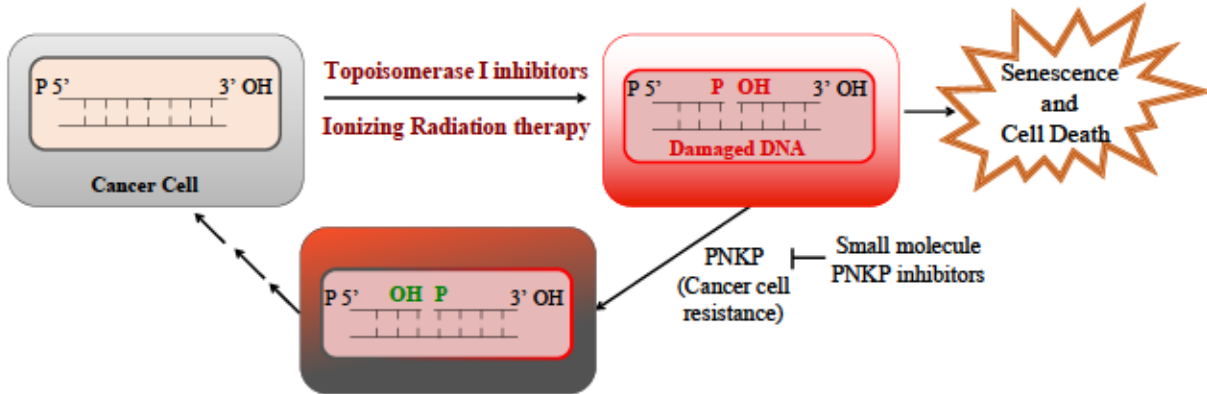 P 5’ 3’ OH
Cancer Cell
Topoisomerase I inhibitors
Ionizing Radiation therapy
P 5’ P OH 3’ OH
Damaged DNA
Senescence
and
Cell Death
PNKP
(Cancer cell
resistance)
Small molecule
PNKP inhibitors
P 5’ OH P 3’ OH